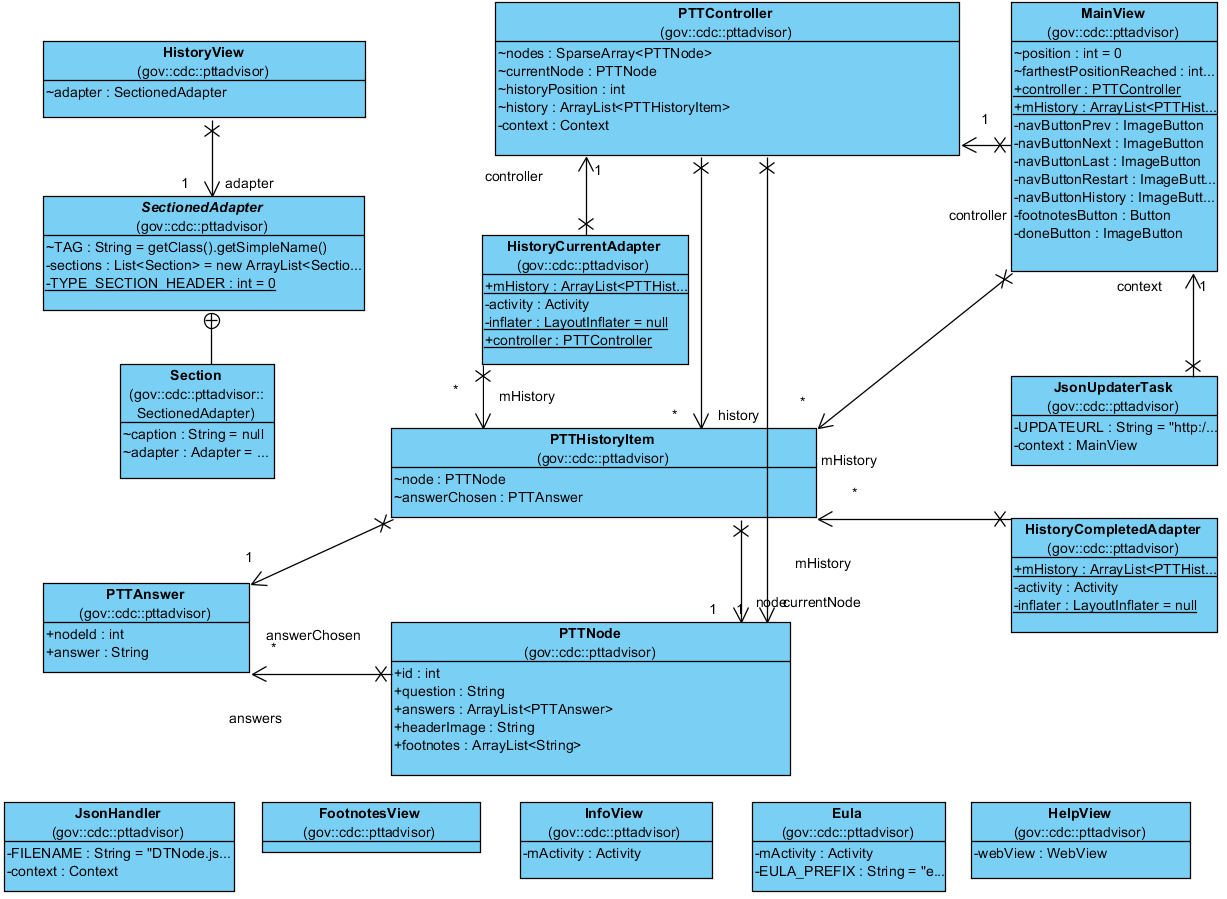 PTTController
(gov::cdc::pttadvisor)
~nodes : SparseArray<PTTNode>
~currentNode : PTTNode
~historyPosition : int
~history : ArrayList<PTTHistoryItem>
-context : Context
MainView
(gov::cdc::pttadvisor)
~position : int = 0
~farthestPositionReached : int...
+controller : PTTController
+mHistory : ArrayList<PTTHist...
-navButtonPrev : ImageButton
-navButtonNext : ImageButton
-navButtonLast : ImageButton
-navButtonRestart : ImageButt...
-navButtonHistory : ImageButt...
-footnotesButton : Button
-doneButton : ImageButton
HistoryView
(gov::cdc::pttadvisor)
~adapter : SectionedAdapter
1
adapter
1
controller
controller
1
SectionedAdapter
(gov::cdc::pttadvisor)
~TAG : String = getClass().getSimpleName()
-sections : List<Section> = new ArrayList<Sectio...
-TYPE_SECTION_HEADER : int = 0
HistoryCurrentAdapter
(gov::cdc::pttadvisor)
+mHistory : ArrayList<PTTHist...
-activity : Activity
-inflater : LayoutInflater = null
+controller : PTTController
context
1
Section
(gov::cdc::pttadvisor::
SectionedAdapter)
~caption : String = null
~adapter : Adapter = ...
JsonUpdaterTask
(gov::cdc::pttadvisor)
-UPDATEURL : String = "http:/...
-context : MainView
*
mHistory
*
history
*
mHistory
PTTHistoryItem
(gov::cdc::pttadvisor)
~node : PTTNode
~answerChosen : PTTAnswer
*
mHistory
HistoryCompletedAdapter
(gov::cdc::pttadvisor)
+mHistory : ArrayList<PTTHist...
-activity : Activity
-inflater : LayoutInflater = null
1
answerChosen
1
node
1
currentNode
PTTAnswer
(gov::cdc::pttadvisor)
+nodeId : int
+answer : String
*
answers
PTTNode
(gov::cdc::pttadvisor)
+id : int
+question : String
+answers : ArrayList<PTTAnswer>
+headerImage : String
+footnotes : ArrayList<String>
JsonHandler
(gov::cdc::pttadvisor)
-FILENAME : String = "DTNode.js...
-context : Context
FootnotesView
(gov::cdc::pttadvisor)
InfoView
(gov::cdc::pttadvisor)
-mActivity : Activity
Eula
(gov::cdc::pttadvisor)
-mActivity : Activity
-EULA_PREFIX : String = "e...
HelpView
(gov::cdc::pttadvisor)
-webView : WebView